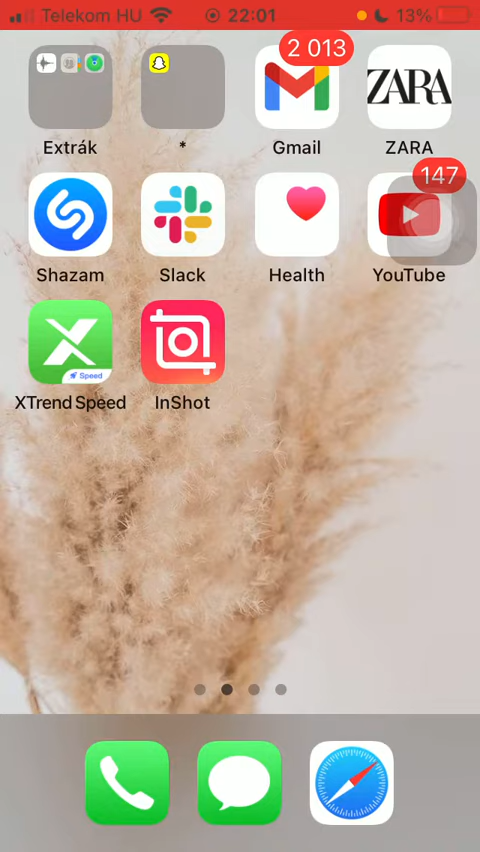 Telekom HU 22:01 13%
2 013
Extrák * Gmail ZARA
ZARA
147
Shazam Slack Health YouTube
Speed
XTrend Speed InShot